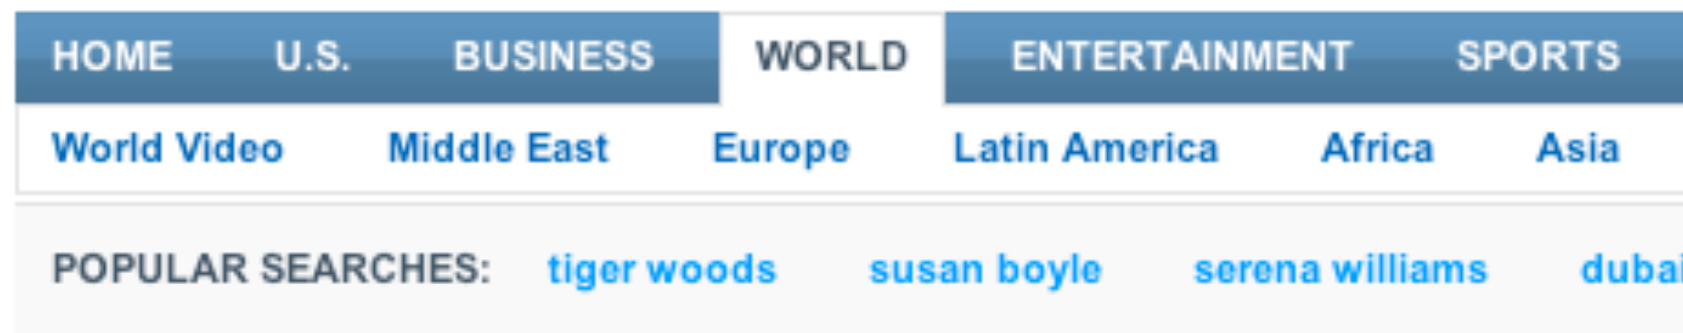 HOME U.S. BUSINESS WORLD ENTERTAINMENT SPORTS
World Video Middle East Europe Latin America Africa Asia
POPULAR SEARCHES: tiger woods susan boyle serena williams dubai